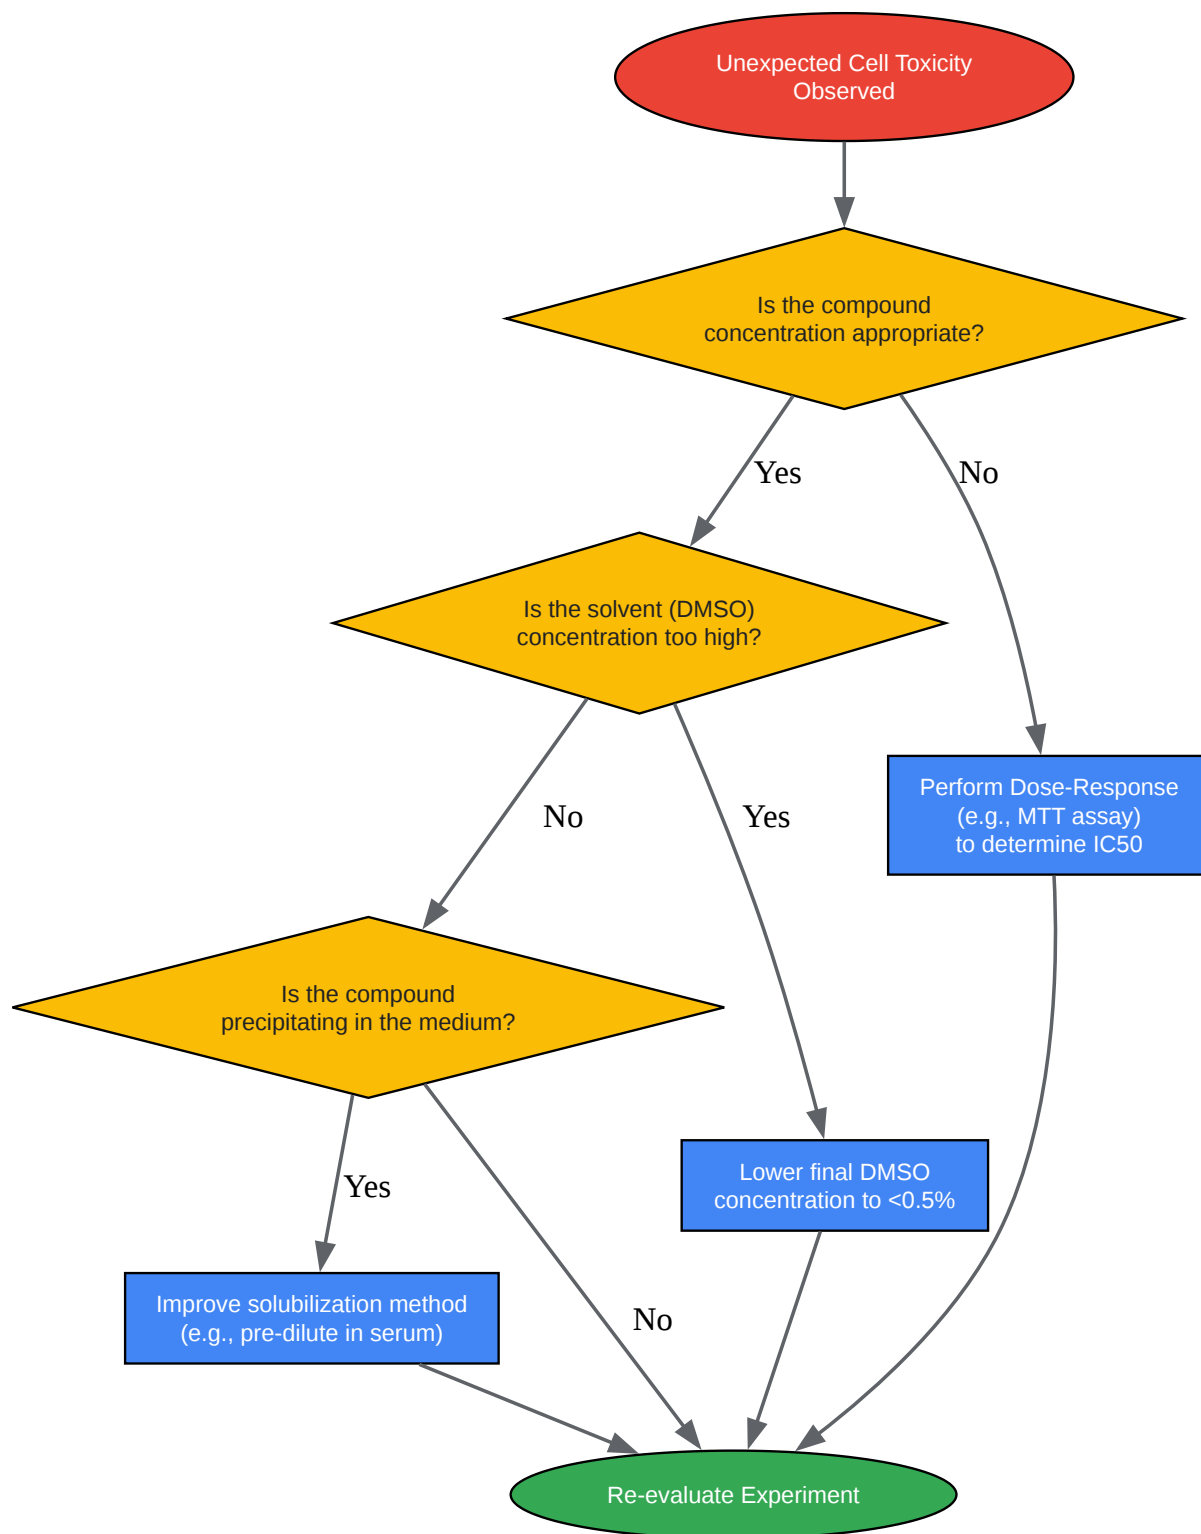 Unexpected Cell Toxicity
Observed
Is the compound
concentration appropriate?
Yes
No
Is the solvent (DMSO)
concentration too high?
No
Yes
Perform Dose-Response
(e.g., MTT assay)
to determine IC50
Is the compound
precipitating in the medium?
Yes
No
Lower final DMSO
concentration to <0.5%
Improve solubilization method
(e.g., pre-dilute in serum)
Re-evaluate Experiment